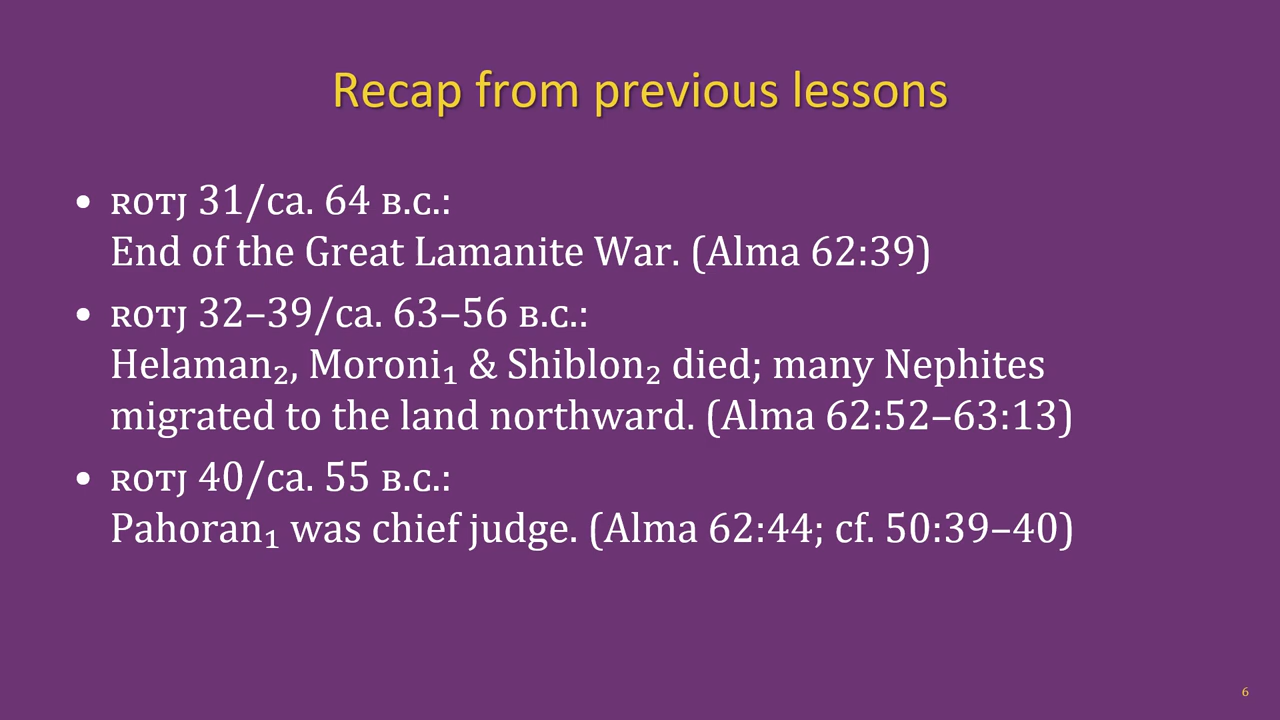 Recap from previous lessons
• ROTJ 31/ca. 64 B.C.:
End of the Great Lamanite War. (Alma 62:39)
• ROTJ 32–39/ca. 63–56 B.C.:
Helaman₂, Moroni₁ & Shiblon₂ died; many Nephites
migrated to the land northward. (Alma 62:52–63:13)
• ROTJ 40/ca. 55 B.C.:
Pahoran₁ was chief judge. (Alma 62:44; cf. 50:39–40)
6